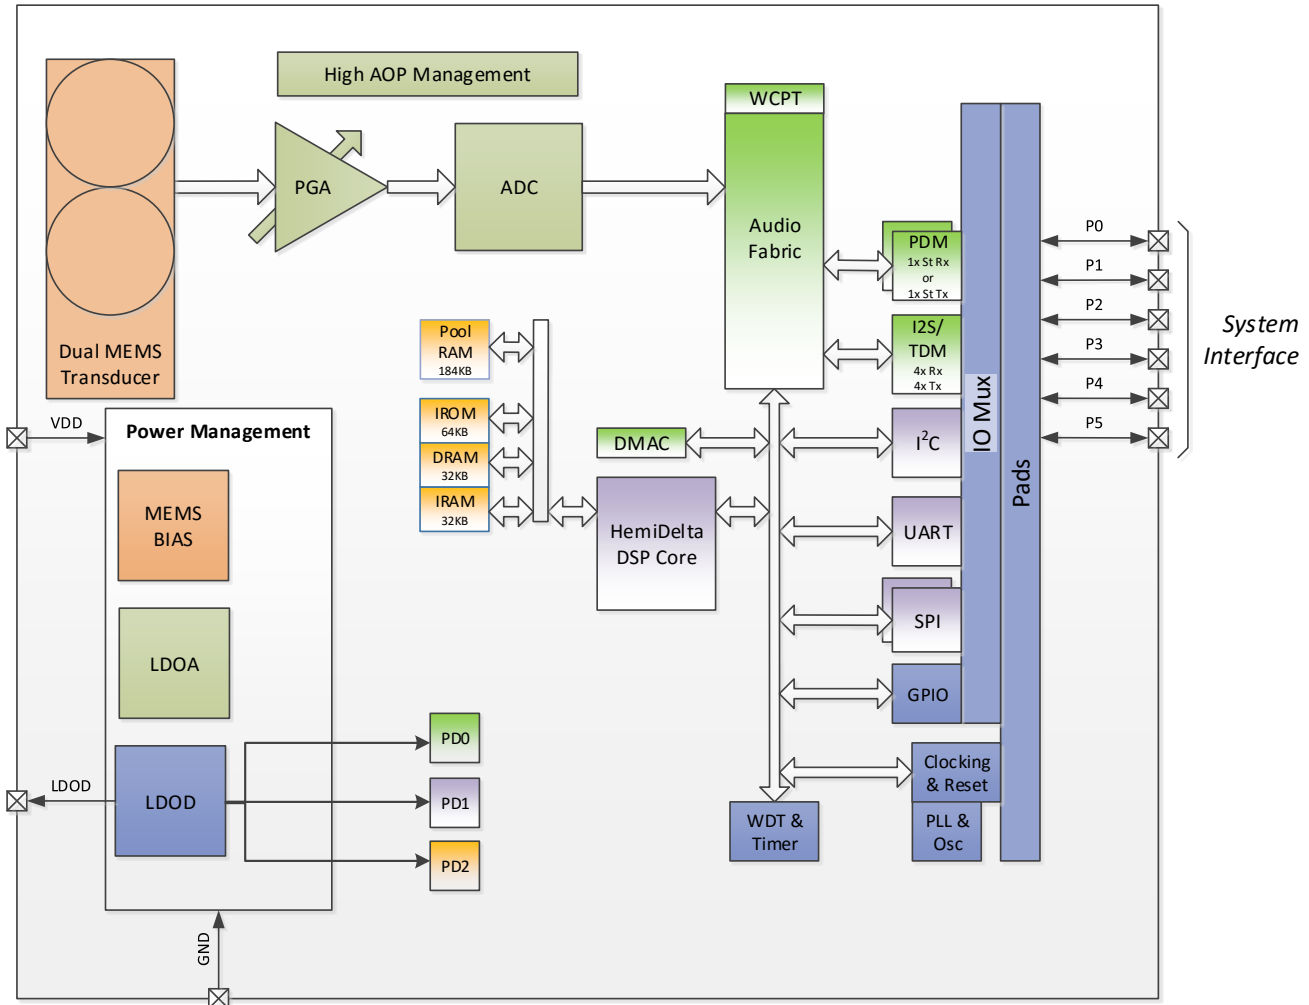 High AOP Management
WCPT
PGA
ADC
Audio
Fabric
Dual MEMS
Transducer
PDM
1x St Rx
or
1x St Tx
I2S/
TDM
4x Rx
4x Tx
I²C
UART
SPI
GPIO
IO Mux
Pads
P0
P1
P2
P3
P4
P5
System
Interface
Pool
RAM
184KB
IROM
64KB
DRAM
32KB
IRAM
32KB
DMAC
HemiDelta
DSP Core
VDD
Power Management
MEMS
BIAS
LDOA
LDOD
LDOD
PD0
PD1
PD2
GND
WDT &
Timer
Clocking
& Reset
PLL &
Osc